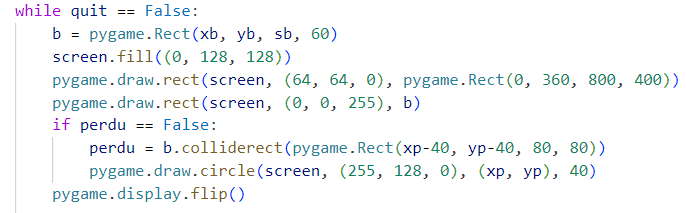 while quit == False:
    b = pygame.Rect(xb, yb, sb, 60)
    screen.fill((0, 128, 128))
    pygame.draw.rect(screen, (64, 64, 0), pygame.Rect(0, 360, 800, 400))
    pygame.draw.rect(screen, (0, 0, 255), b)
    if perdu == False:
        perdu = b.colliderect(pygame.Rect(xp-40, yp-40, 80, 80))
        pygame.draw.circle(screen, (255, 128, 0), (xp, yp), 40)
    pygame.display.flip()